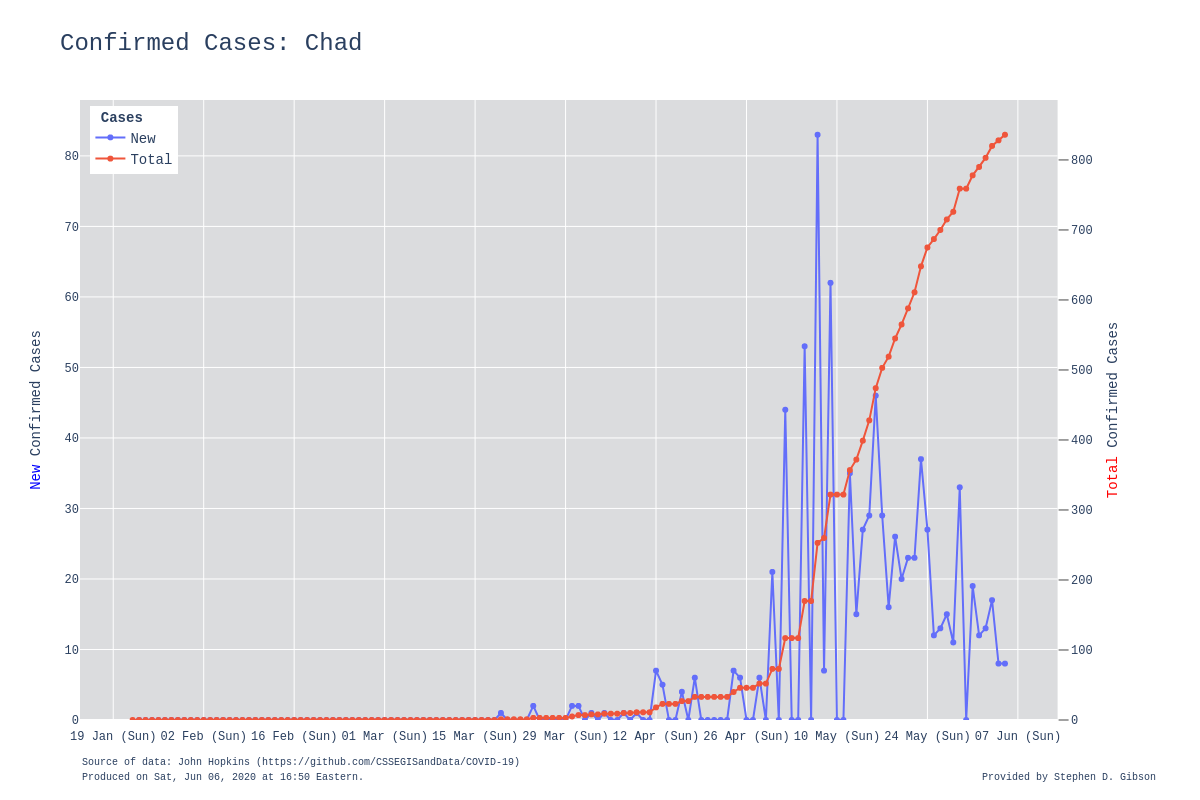 Confirmed Cases: Chad
Cases
New
Total
80
70
60
50
40
30
20
10
0
New Confirmed Cases
800
700
600
500
400
300
200
100
0
Total Confirmed Cases
19 Jan (Sun) 02 Feb (Sun) 16 Feb (Sun) 01 Mar (Sun) 15 Mar (Sun) 29 Mar (Sun) 12 Apr (Sun) 26 Apr (Sun) 10 May (Sun) 24 May (Sun) 07 Jun (Sun)
Source of data: John Hopkins (https://github.com/CSSEGISandData/COVID-19)
Produced on Sat, Jun 06, 2020 at 16:50 Eastern.
Provided by Stephen D. Gibson